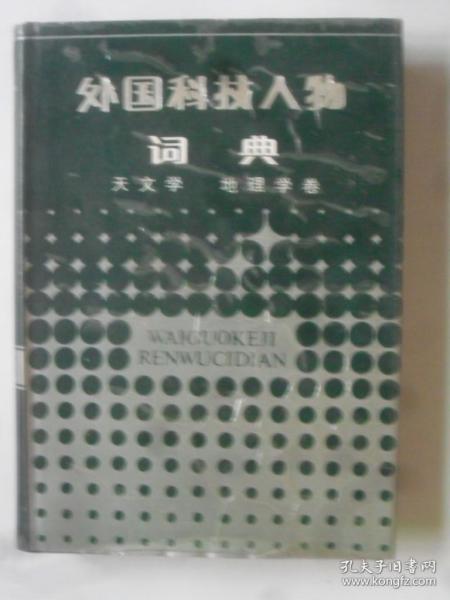 外国科技人物
词典
天文学 地理学卷
WAIGUOKEJI
RENWUCIDIAN
孔夫子旧书网
www.kongfz.com